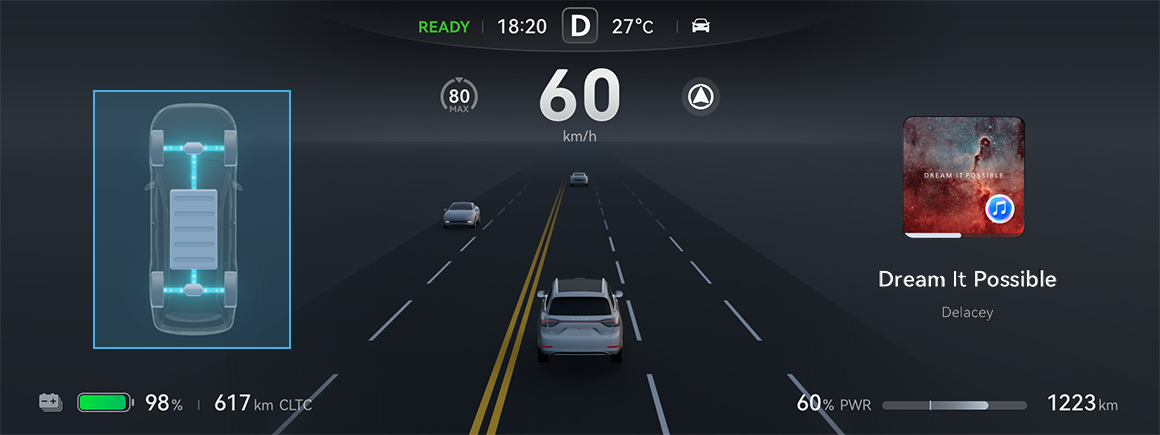 READY 18:20 D 27°C
80 MAX
60
km/h
DREAM IT POSSIBLE
Dream It Possible
Delacey
98% 617 km CLTC
60% PWR 1223 km